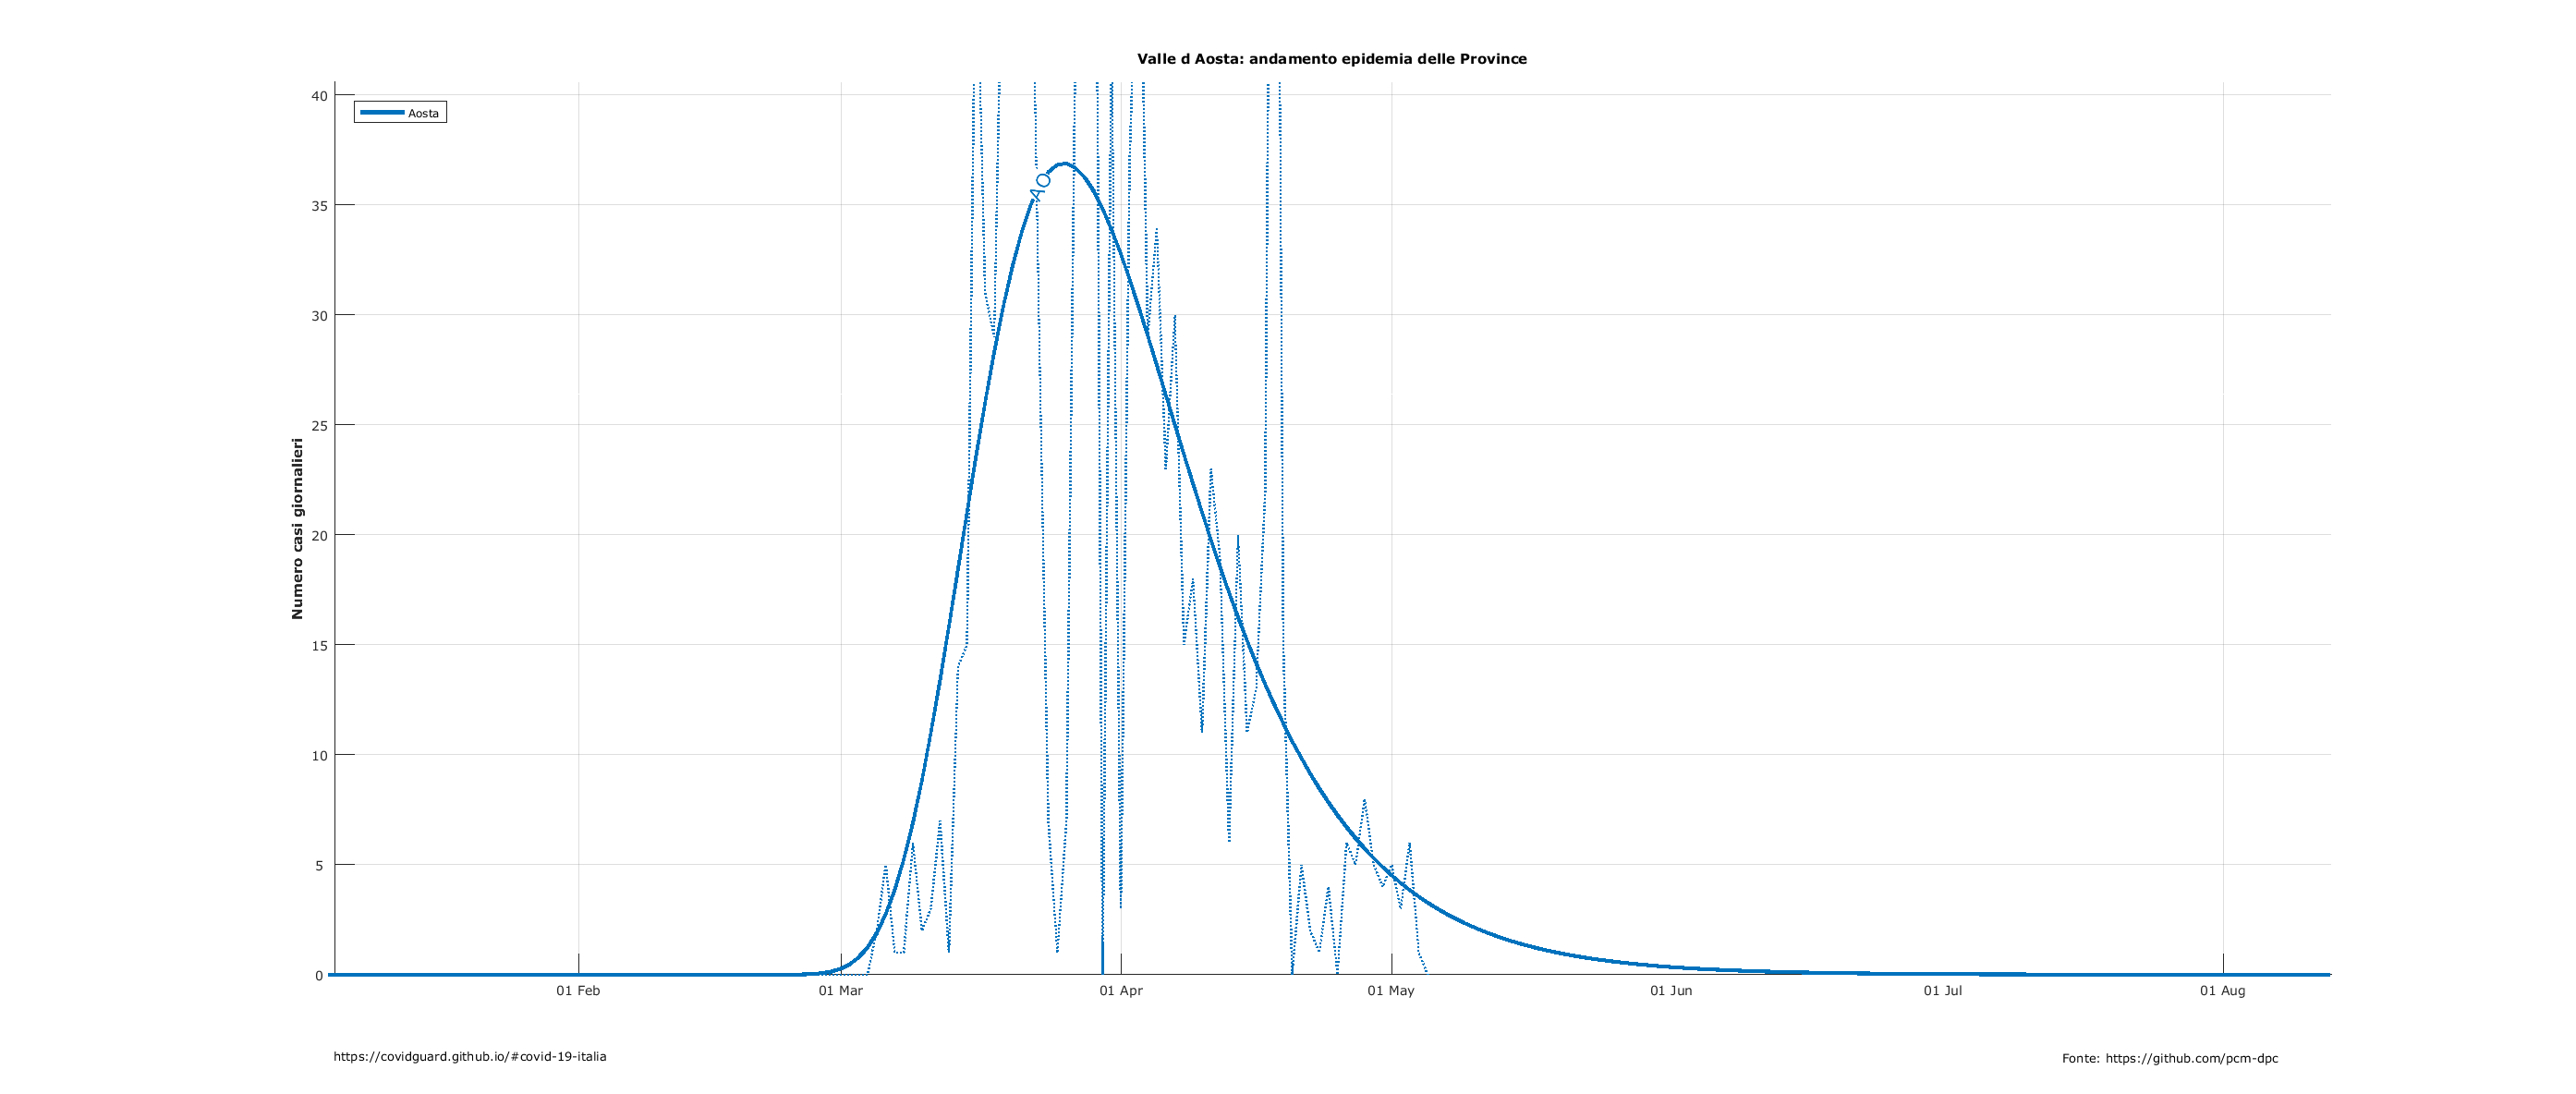 Valle d Aosta: andamento epidemia delle Province
Aosta
AO
Numero casi giornalieri
40
35
30
25
20
15
10
5
0
01 Feb
01 Mar
01 Apr
01 May
01 Jun
01 Jul
01 Aug
https://covidguard.github.io/#covid-19-italia
Fonte: https://github.com/pcm-dpc